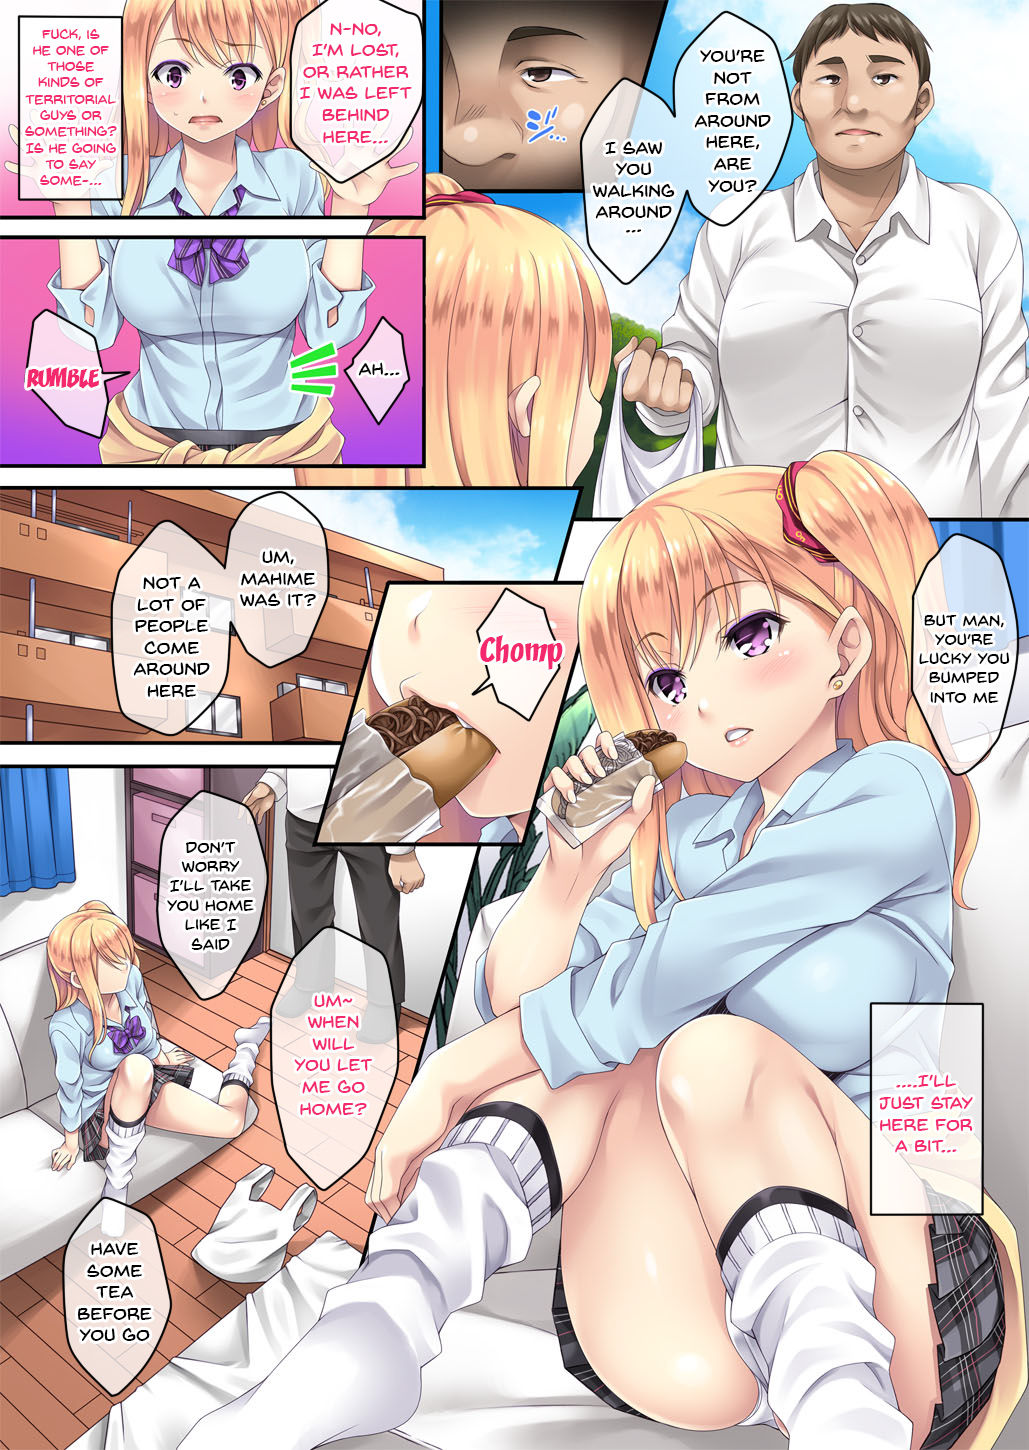 YOU'RE
NOT
FROM
AROUND
HERE,
ARE
YOU?
I SAW
YOU
WALKING
AROUND
...
N-NO,
I'M LOST,
OR RATHER
I WAS LEFT
BEHIND
HERE...
FUCK, IS
HE ONE OF
THOSE
KINDS OF
TERRITORIAL
GUYS OR
SOMETHING?
IS HE GOING
TO SAY
SOME-...
AH...
RUMBLE
UM,
MAHIME
WAS IT?
NOT A
LOT OF
PEOPLE
COME
AROUND
HERE
Chomp
BUT MAN,
YOU'RE
LUCKY YOU
BUMPED
INTO ME
....I'LL
JUST STAY
HERE FOR
A BIT...
DON'T
WORRY
I'LL TAKE
YOU HOME
LIKE I
SAID
UM~
WHEN
WILL
YOU LET
ME GO
HOME?
HAVE
SOME
TEA
BEFORE
YOU GO